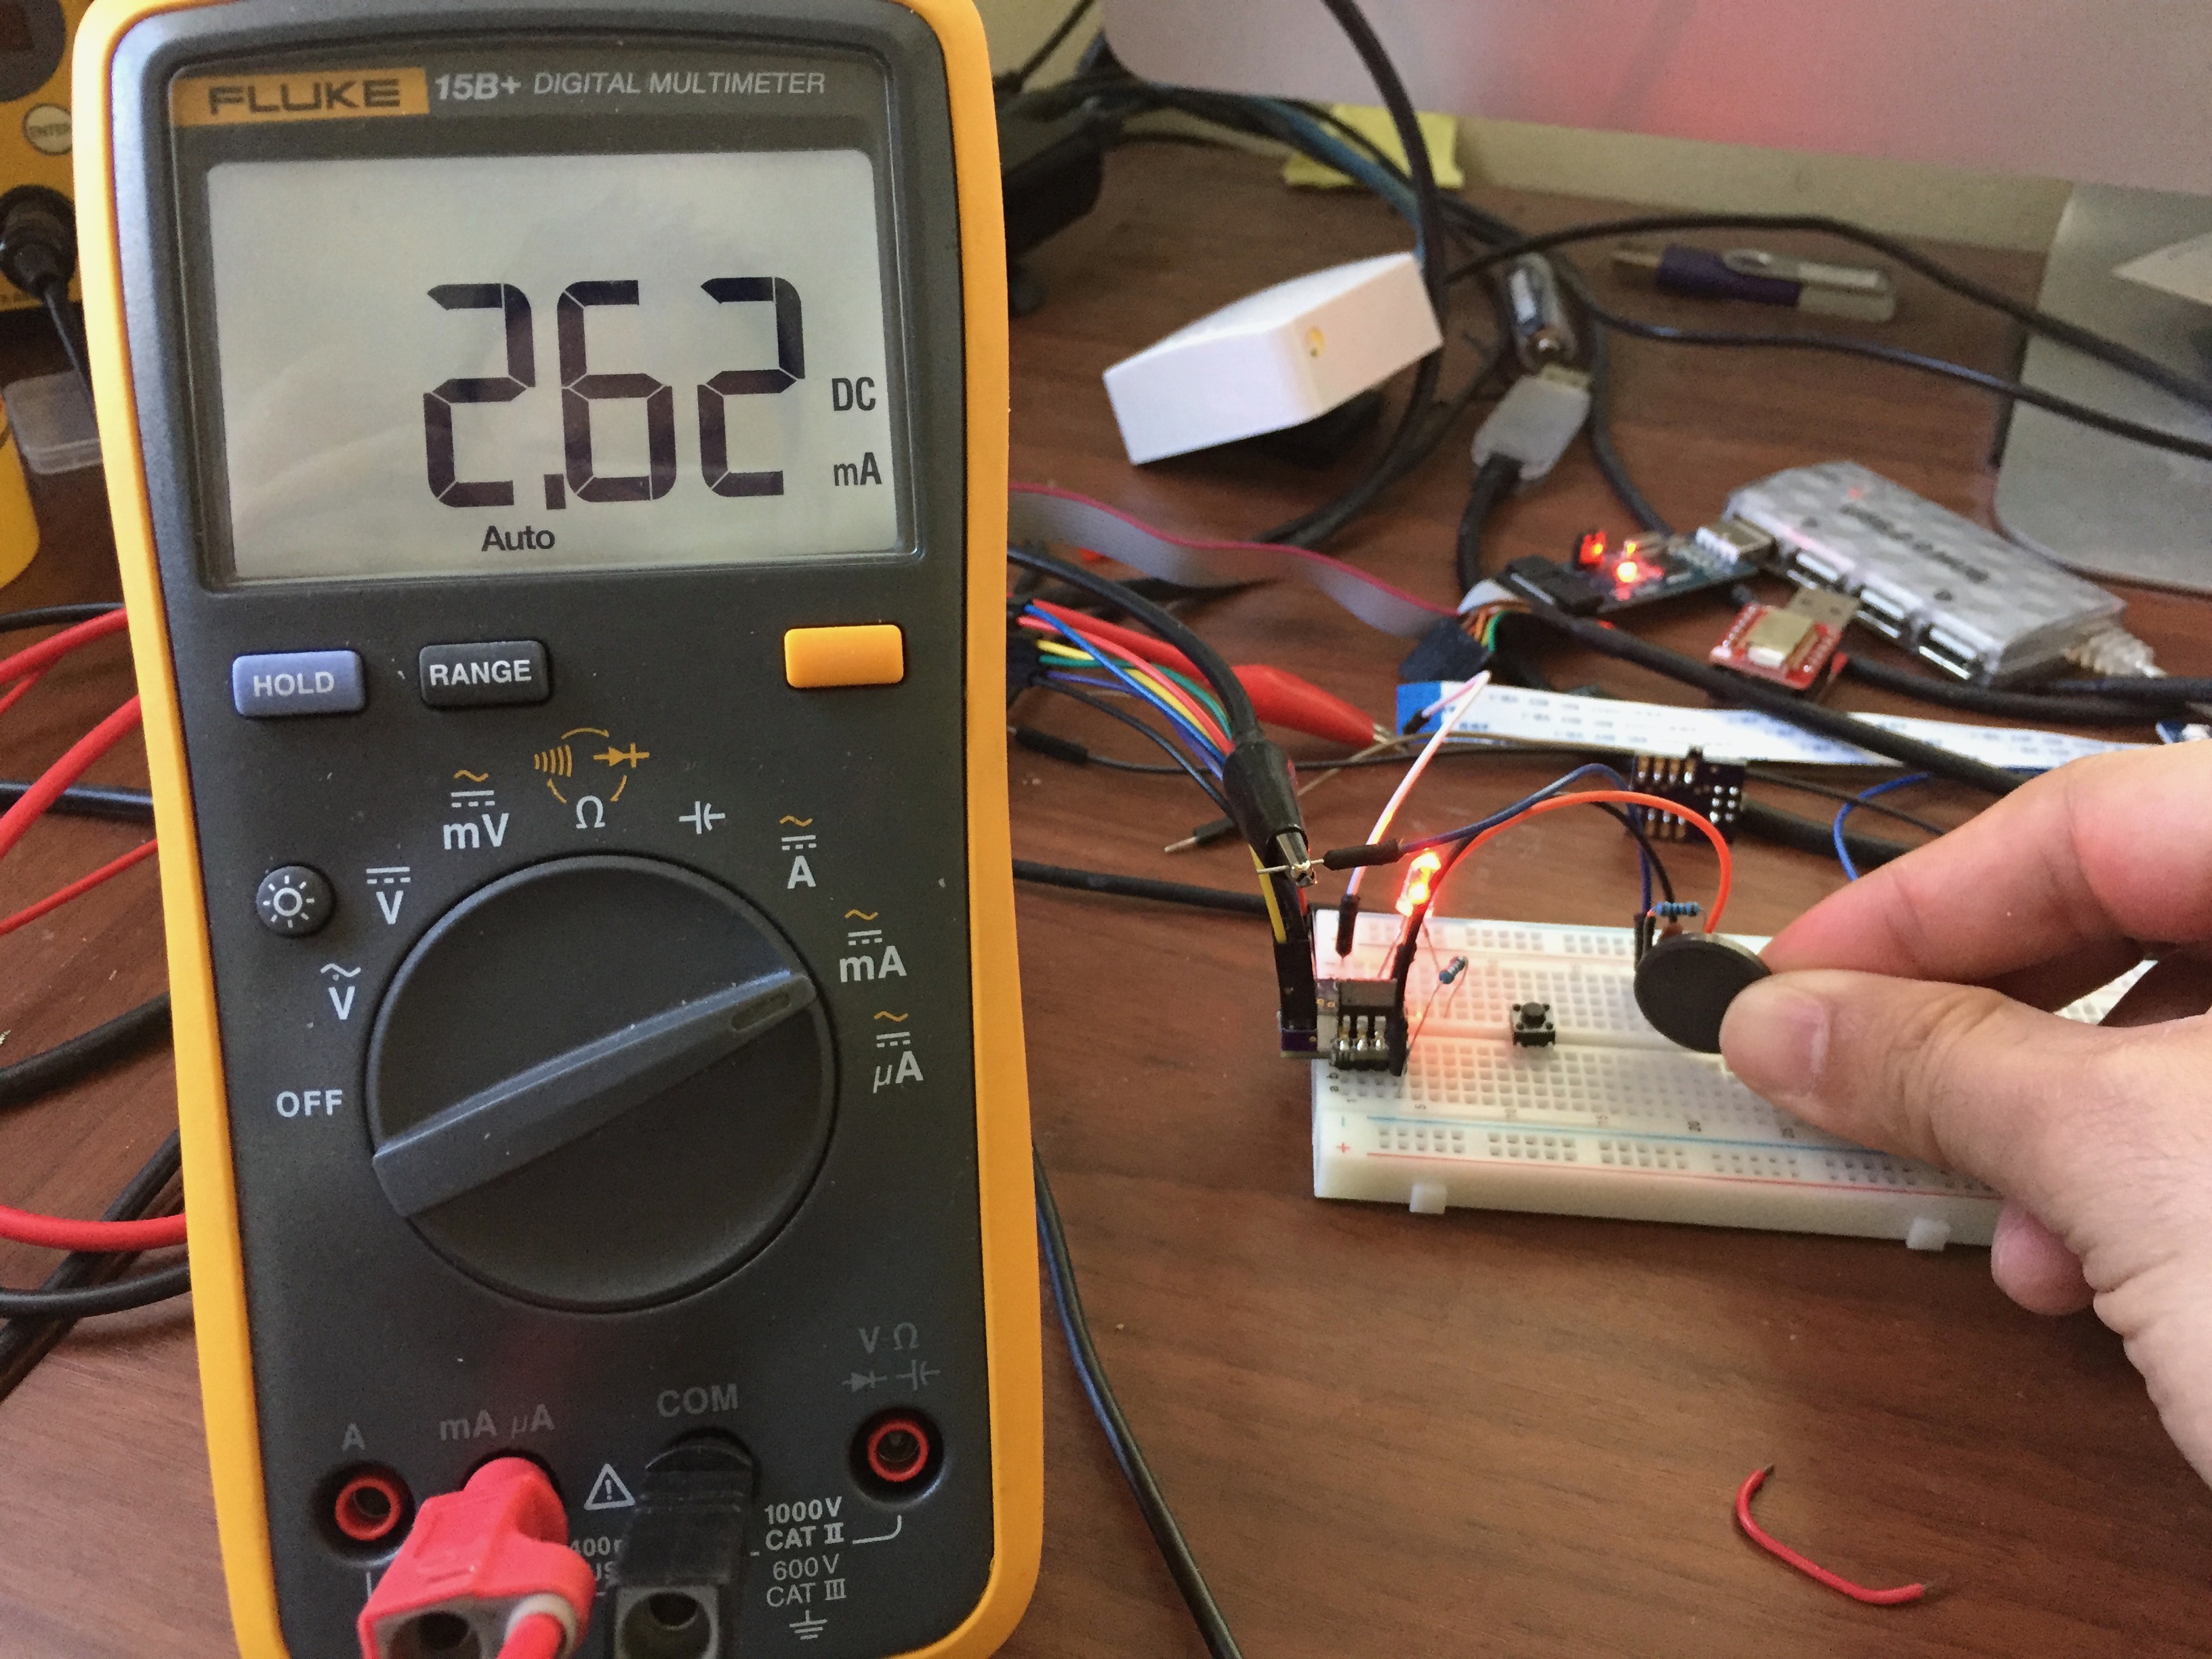 ENTER
FLUKE 15B+ DIGITAL MULTIMETER
2.62
DC
mA
Auto
HOLD
RANGE
mV
Ω
A
V
mA
V
µA
OFF
V Ω
COM
mA µA
A
1000V
CAT II
600V
CAT III